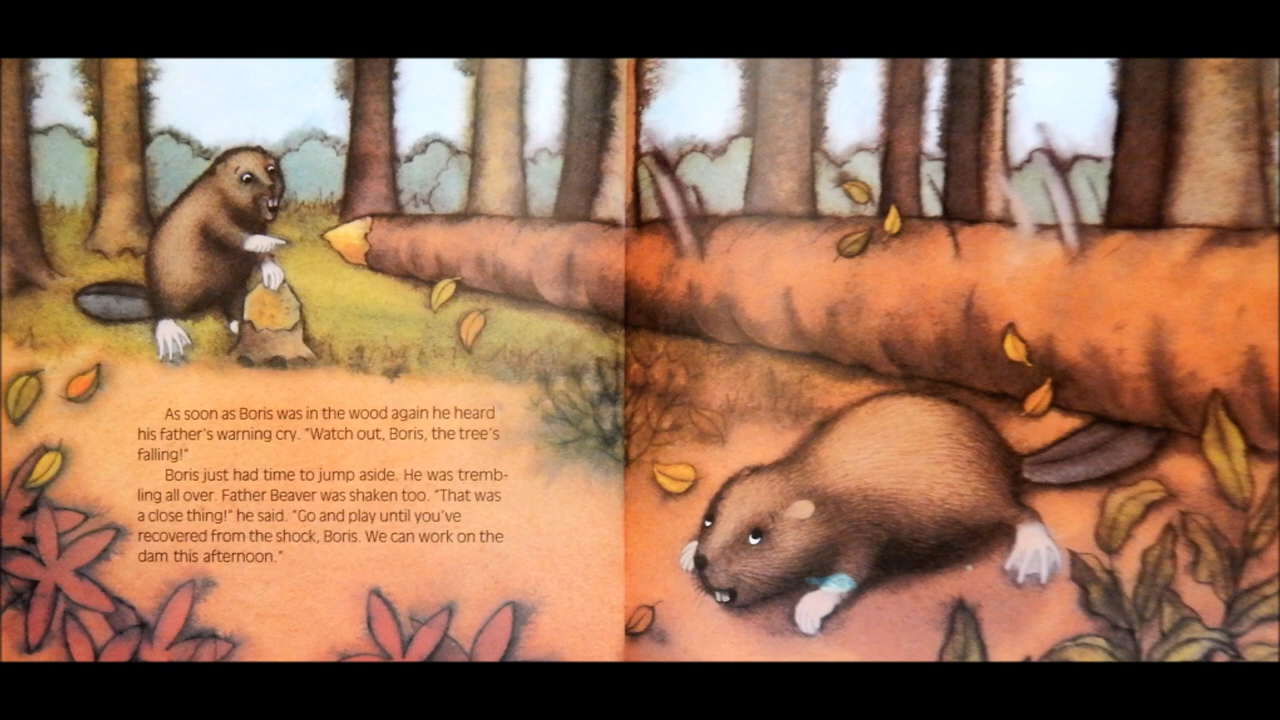 As soon as Boris was in the wood again he heard
his father's warning cry. "Watch out, Boris, the tree's
falling!"
Boris just had time to jump aside. He was tremb-
ling all over. Father Beaver was shaken too. "That was
a close thing!" he said. "Go and play until you've
recovered from the shock, Boris. We can work on the
dam this afternoon."